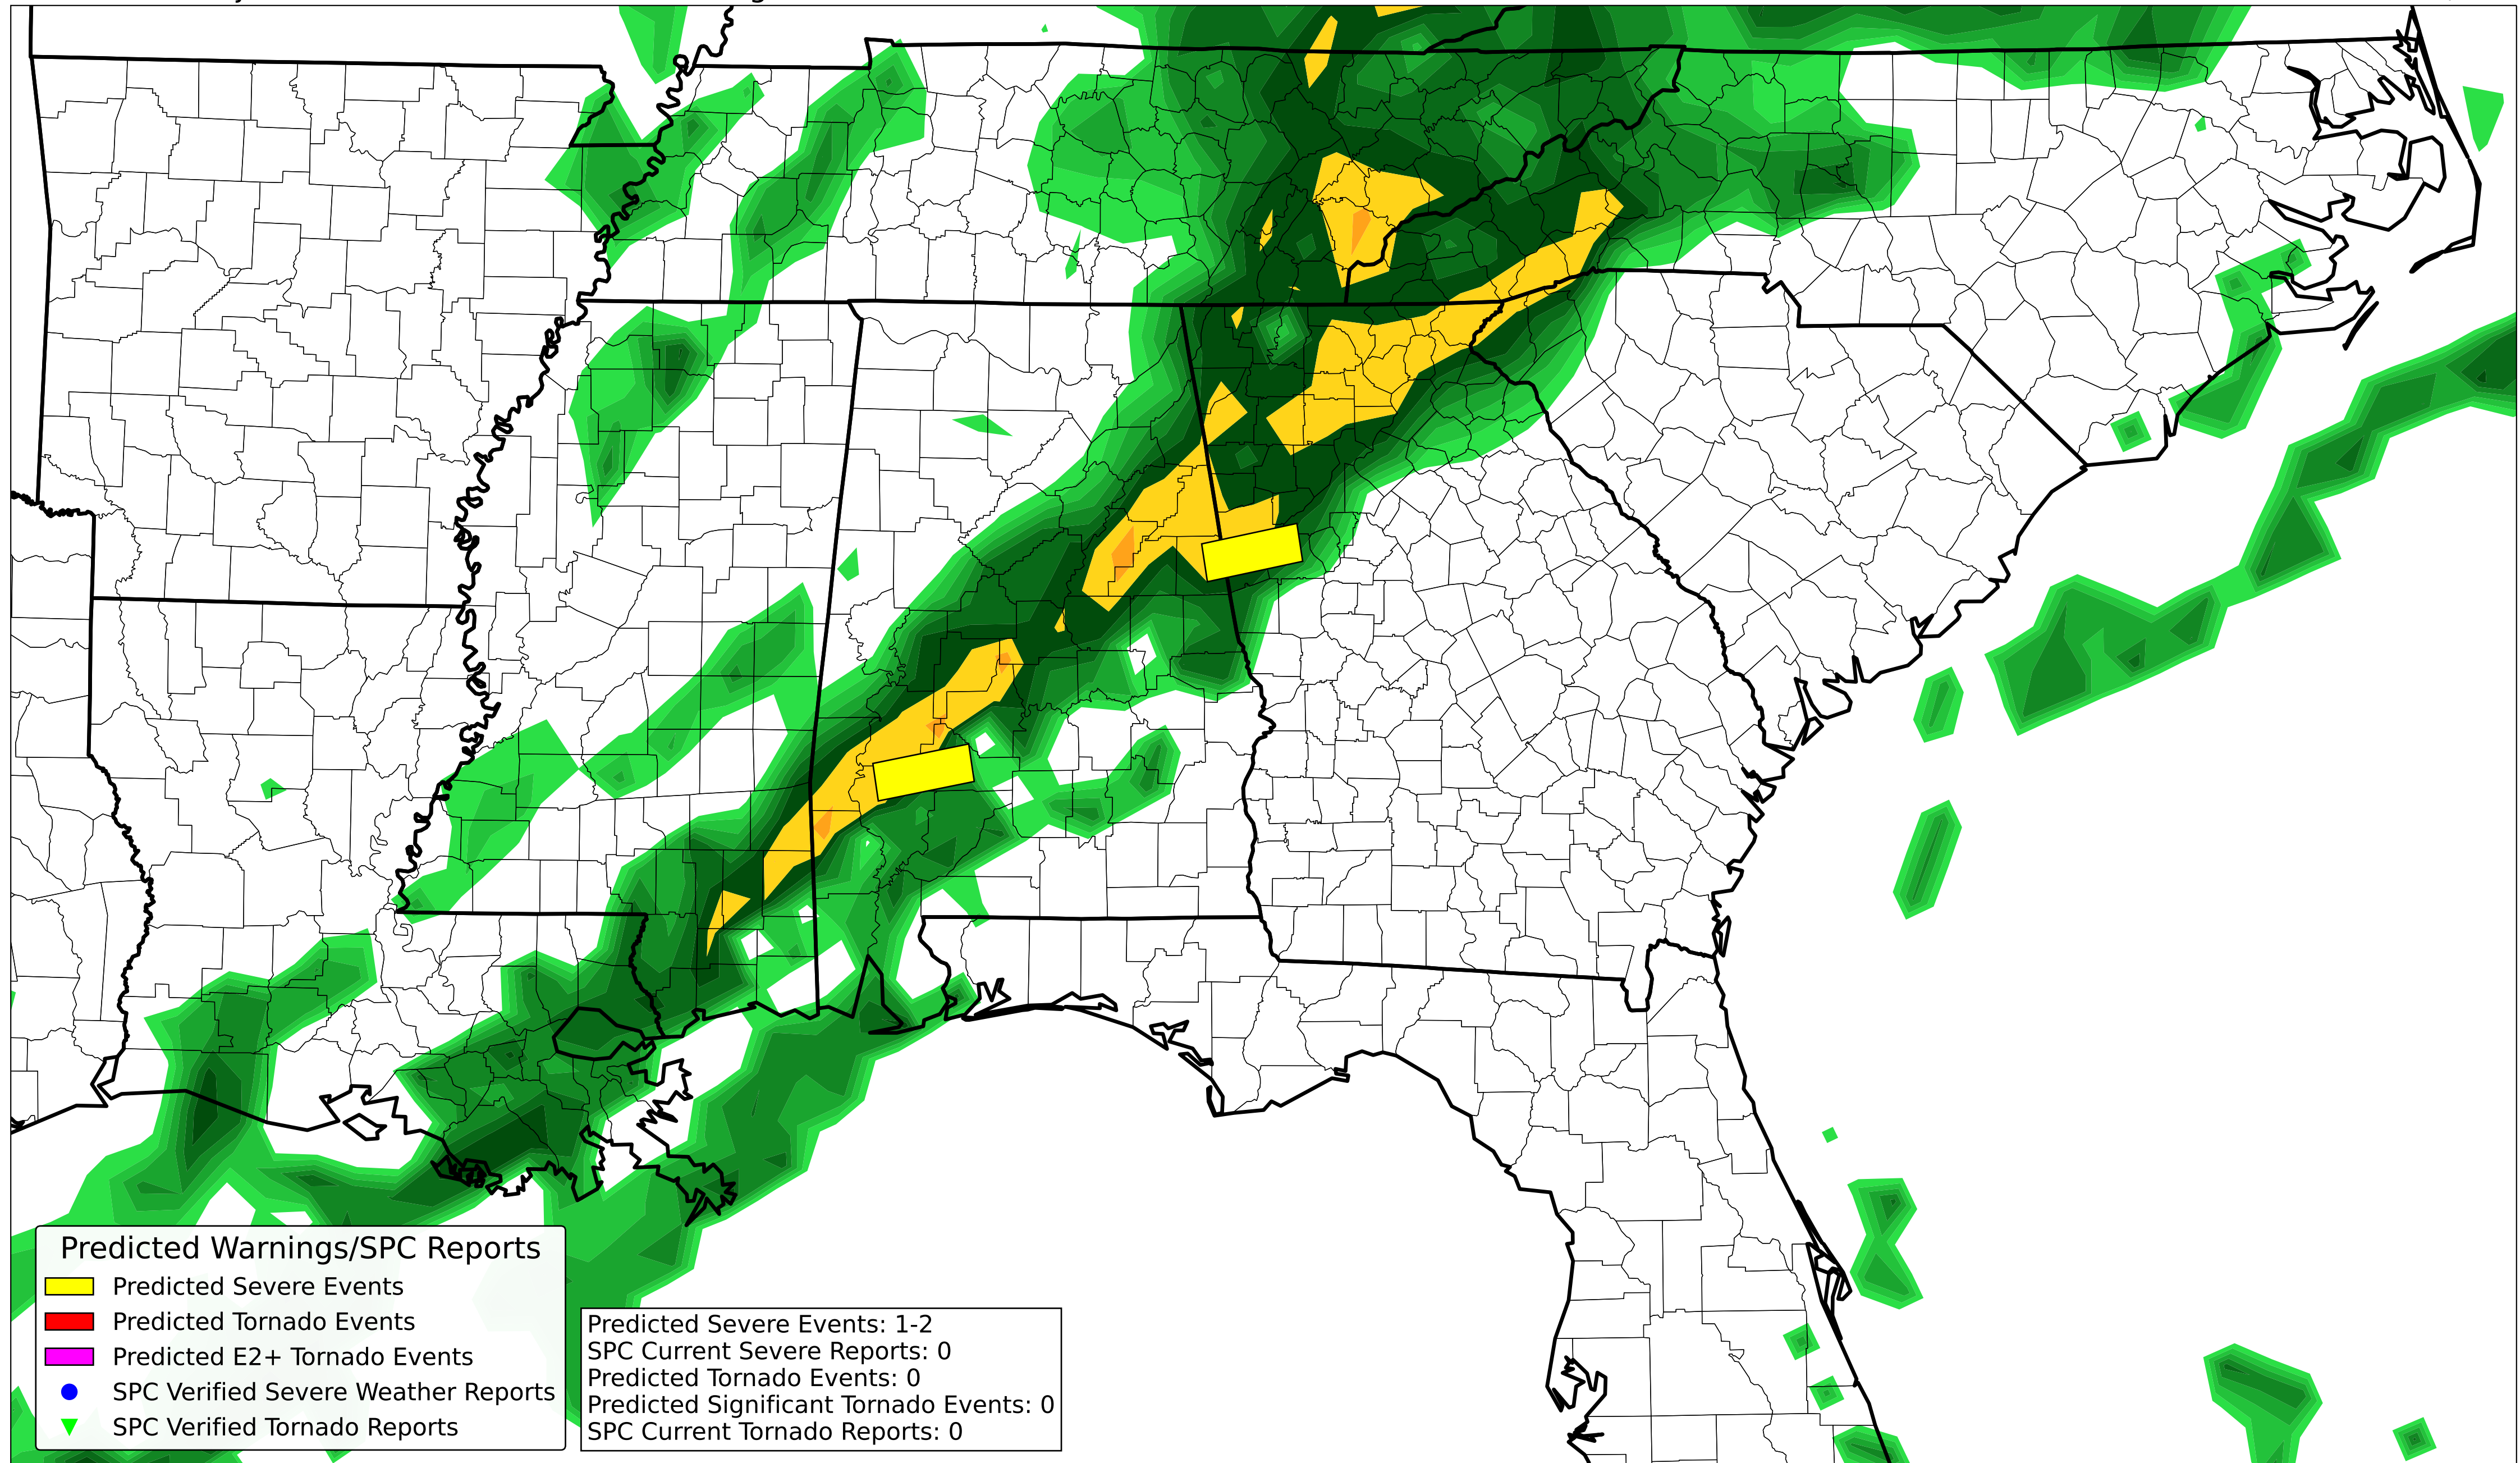 Predicted Warnings/SPC Reports
Predicted Severe Events
Predicted Tornado Events
Predicted E2+ Tornado Events
SPC Verified Severe Weather Reports
SPC Verified Tornado Reports
Predicted Severe Events: 1-2
SPC Current Severe Reports: 0
Predicted Tornado Events: 0
Predicted Significant Tornado Events: 0
SPC Current Tornado Reports: 0